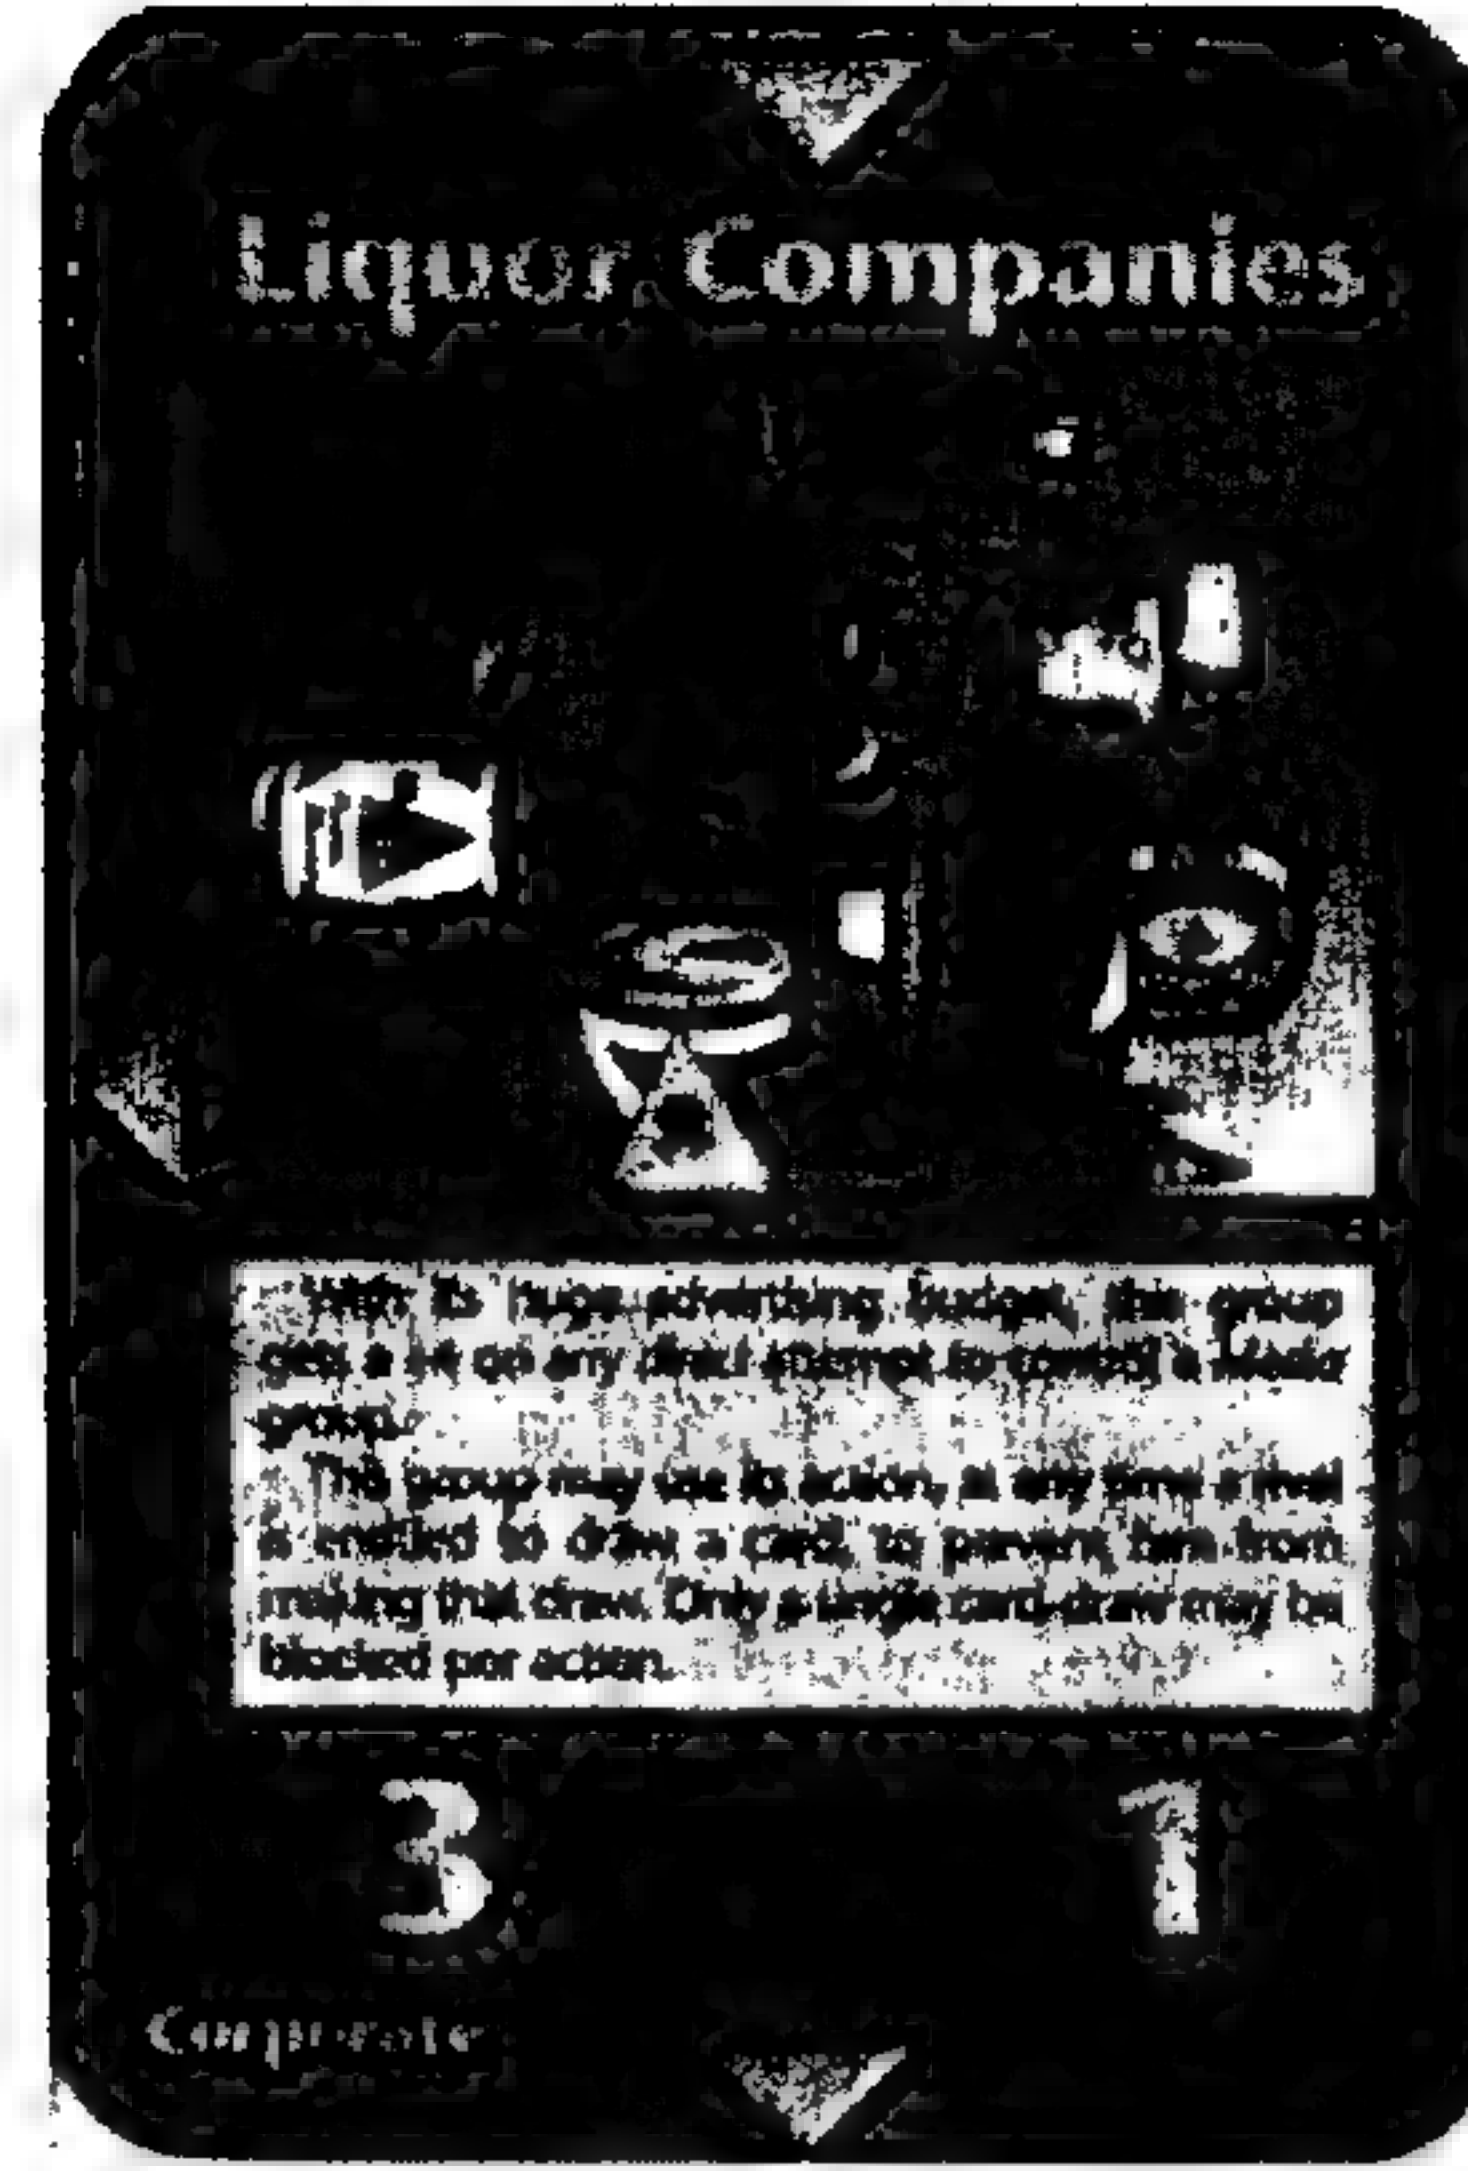 Liquor Companies
With its huge advertising budget, this group
gets a +4 on any direct attempt to control a Media
group.
This group may use its action, at any time a rival
is entitled to draw a card, to prevent him from
making that draw. Only a single card-draw may be
blocked per action.
3 1
Corporate